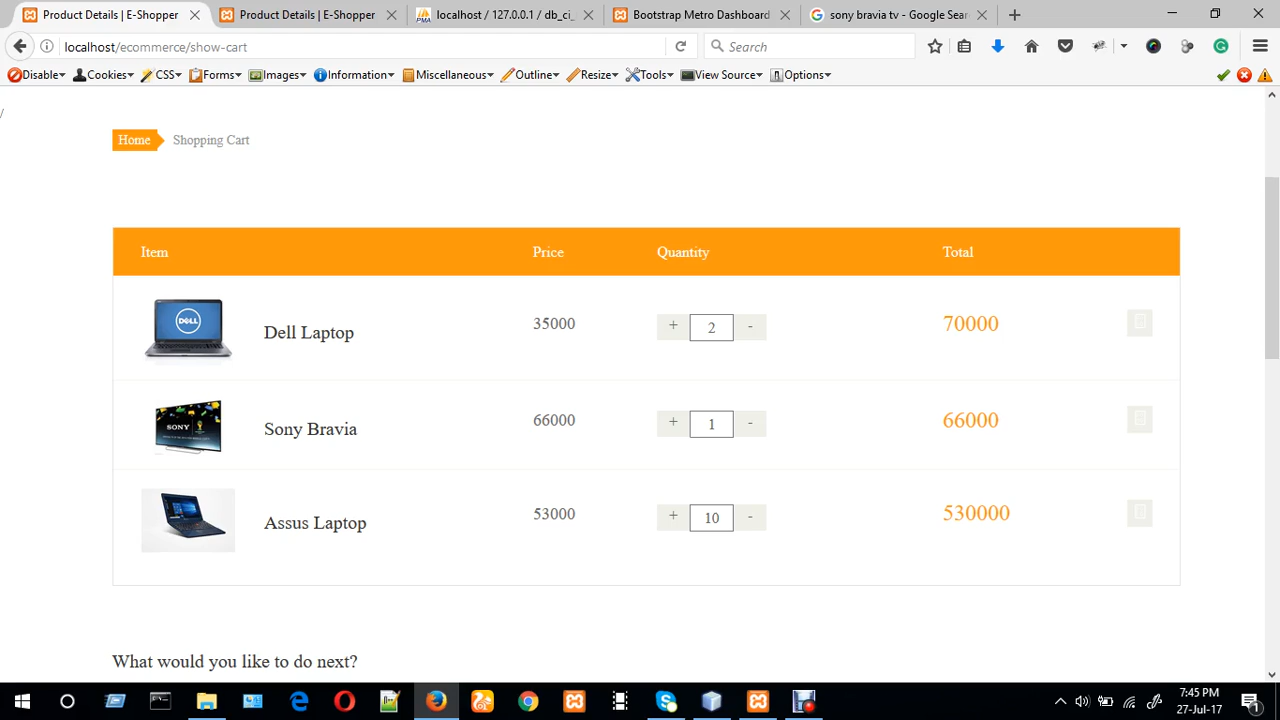 Product Details | E-Shopper
Product Details | E-Shopper
localhost / 127.0.0.1 / db_ci_
Bootstrap Metro Dashboard
sony bravia tv - Google Sear
localhost/ecommerce/show-cart
Search
Disable Cookies CSS Forms Images Information Miscellaneous Outline Resize Tools View Source Options
/
Home Shopping Cart
Item Price Quantity Total
DELL
Dell Laptop 35000 + 2 - 70000
SONY
Sony Bravia 66000 + 1 - 66000
Assus Laptop 53000 + 10 - 530000
What would you like to do next?
7:45 PM
27-Jul-17